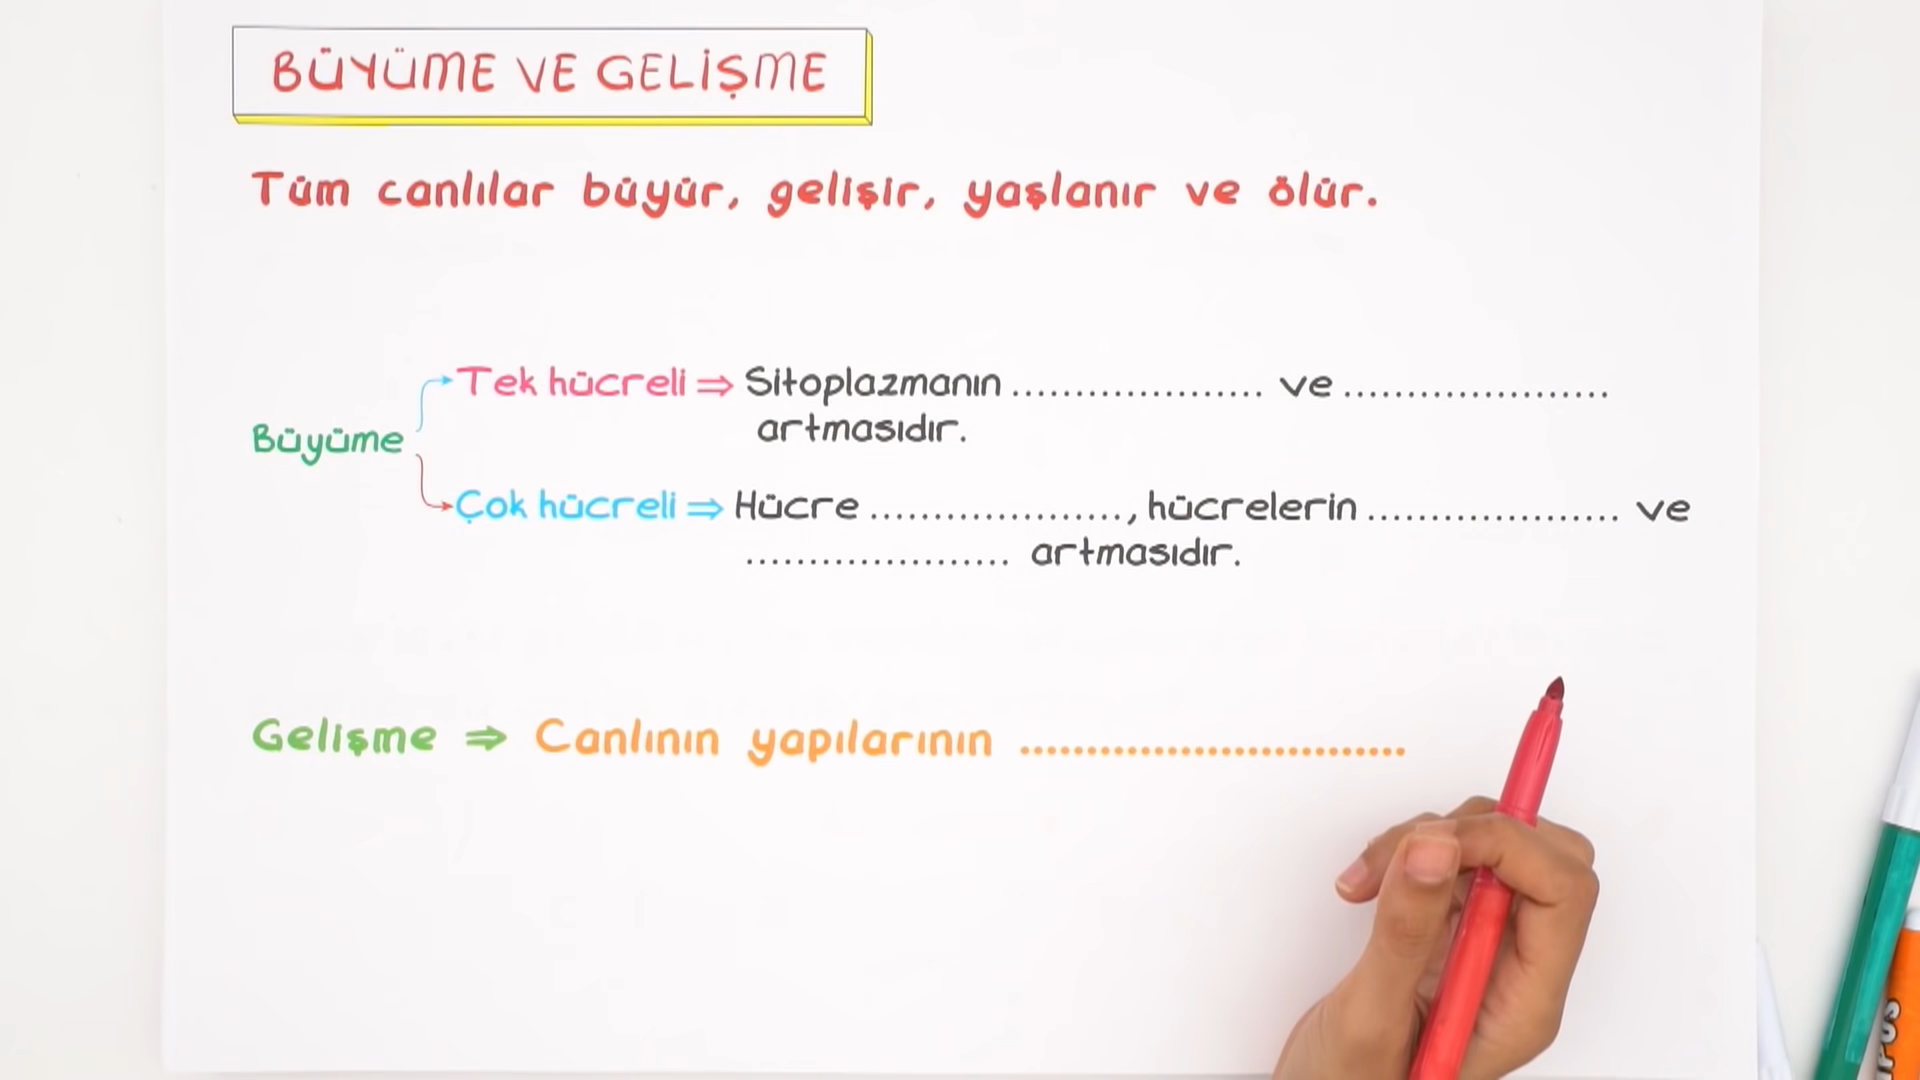 BÜYÜME VE GELİŞME
Tüm canlılar büyür, gelişir, yaşlanır ve ölür.
Büyüme
Tek hücreli ⇒ Sitoplazmanın .................... ve .....................
artmasıdır.
Çok hücreli ⇒ Hücre ...................., hücrelerin .................... ve
..................... artmasıdır.
Gelişme ⇒ Canlının yapılarının .............................